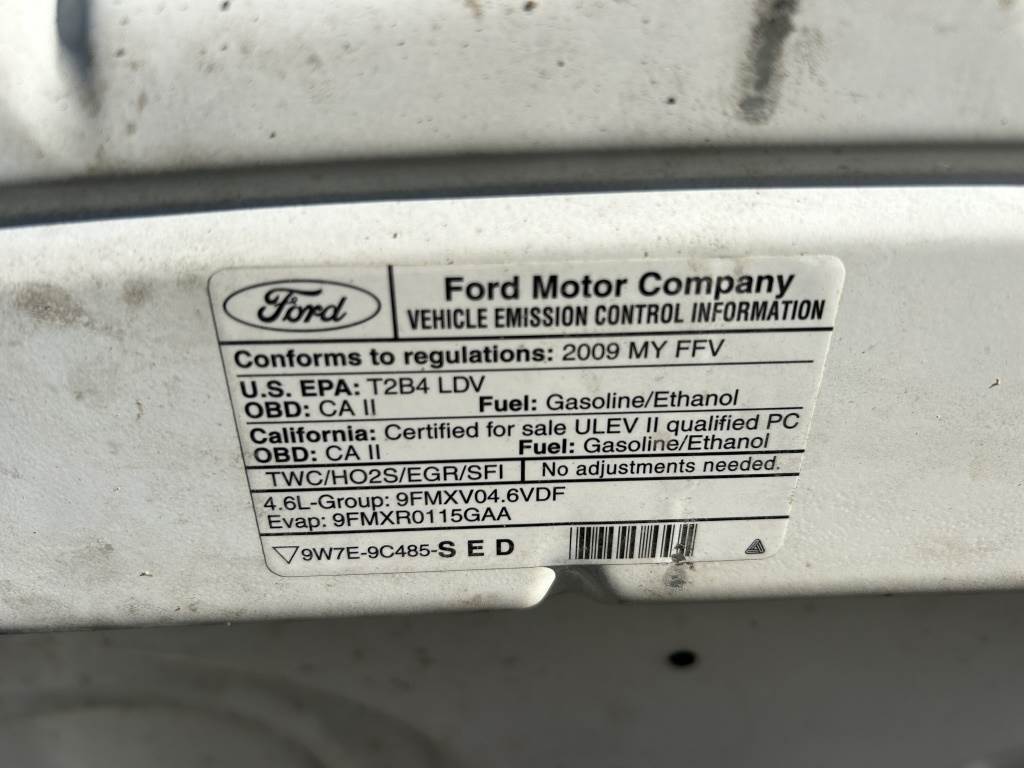 Ford
Ford Motor Company
VEHICLE EMISSION CONTROL INFORMATION
Conforms to regulations: 2009 MY FFV
U.S. EPA: T2B4 LDV
OBD: CA II Fuel: Gasoline/Ethanol
California: Certified for sale ULEV II qualified PC
OBD: CA II Fuel: Gasoline/Ethanol
TWC/HO2S/EGR/SFI No adjustments needed.
4.6L-Group: 9FMXV04.6VDF
Evap: 9FMXR0115GAA
9W7E-9C485-SED